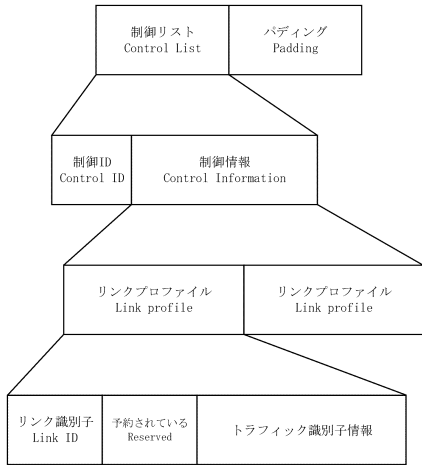 制御リスト
Control List
パディング
Padding
制御ID
Control ID
制御情報
Control Information
リンクプロファイル
Link profile
リンクプロファイル
Link profile
リンク識別子
Link ID
予約されている
Reserved
トラフィック識別子情報